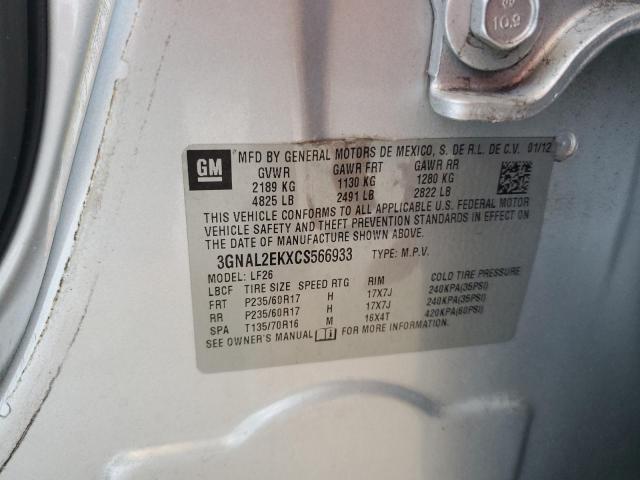 10.9
GM
MFD BY GENERAL MOTORS DE MEXICO, S. DE R.L. DE C.V. 01/12
GVWR GAWR FRT GAWR RR
2189 KG 1130 KG 1280 KG
4825 LB 2491 LB 2822 LB
THIS VEHICLE CONFORMS TO ALL APPLICABLE U.S. FEDERAL MOTOR
VEHICLE SAFETY AND THEFT PREVENTION STANDARDS IN EFFECT ON
THE DATE OF MANUFACTURE SHOWN ABOVE.
3GNAL2EKXCS566933 TYPE: M.P.V.
MODEL: LF26
LBCF TIRE SIZE SPEED RTG RIM COLD TIRE PRESSURE
FRT P235/60R17 H 17X7J 240KPA(35PSI)
RR P235/60R17 H 17X7J 240KPA(35PSI)
SPA T135/70R16 M 16X4T 420KPA(60PSI)
SEE OWNER'S MANUAL FOR MORE INFORMATION.